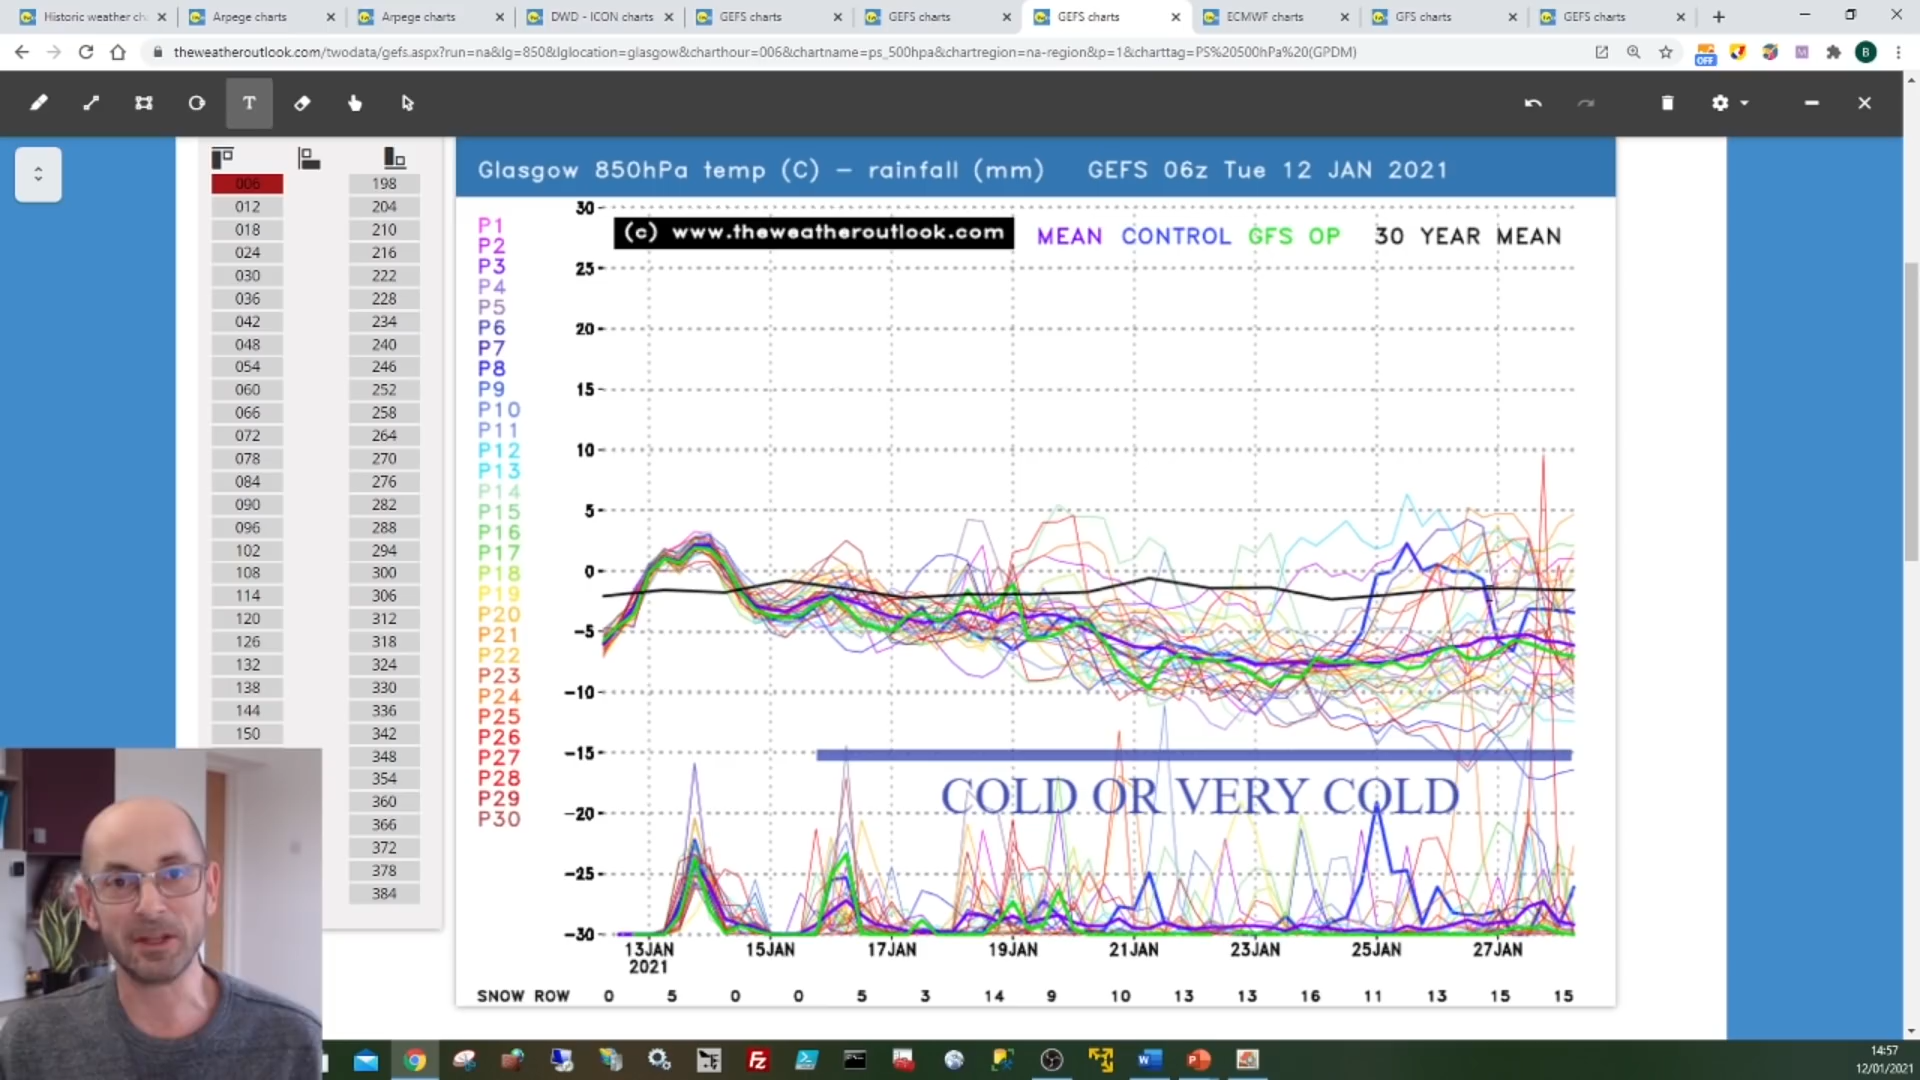 Historic weather ch
Arpege charts
Arpege charts
DWD - ICON charts
GEFS charts
GEFS charts
GEFS charts
ECMWF charts
GFS charts
GEFS charts
theweatheroutlook.com/twodata/gefs.aspx?run=na&lg=850&lglocation=glasgow&charthour=006&chartname=ps_500hpa&chartregion=na-region&p=1&charttag=PS%20500hPa%20(GPDM)
OFF
B
T
006 198
012 204
018 210
024 216
030 222
036 228
042 234
048 240
054 246
060 252
066 258
072 264
078 270
084 276
090 282
096 288
102 294
108 300
114 306
120 312
126 318
132 324
138 330
144 336
150 342
348
354
360
366
372
378
384
Glasgow 850hPa temp (C) – rainfall (mm) GEFS 06z Tue 12 JAN 2021
(c) www.theweatheroutlook.com
MEAN CONTROL GFS OP 30 YEAR MEAN
P1
P2
P3
P4
P5
P6
P7
P8
P9
P10
P11
P12
P13
P14
P15
P16
P17
P18
P19
P20
P21
P22
P23
P24
P25
P26
P27
P28
P29
P30
30
25
20
15
10
5
0
-5
-10
-15
-20
-25
-30
COLD OR VERY COLD
13JAN 15JAN 17JAN 19JAN 21JAN 23JAN 25JAN 27JAN
2021
SNOW ROW 0 5 0 0 5 3 14 9 10 13 13 16 11 13 15 15
14:57
12/01/2021